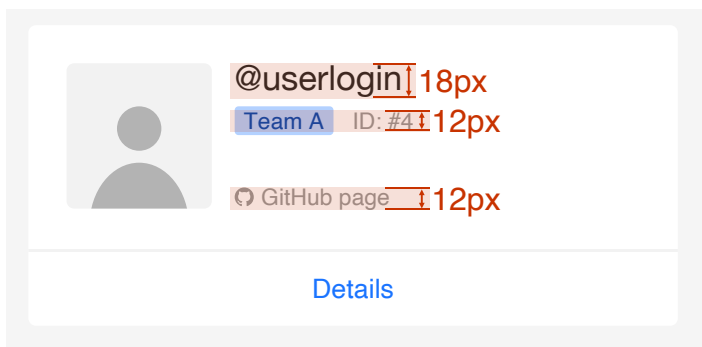 @userlogin 18px
Team A ID: #4 12px
GitHub page 12px
Details